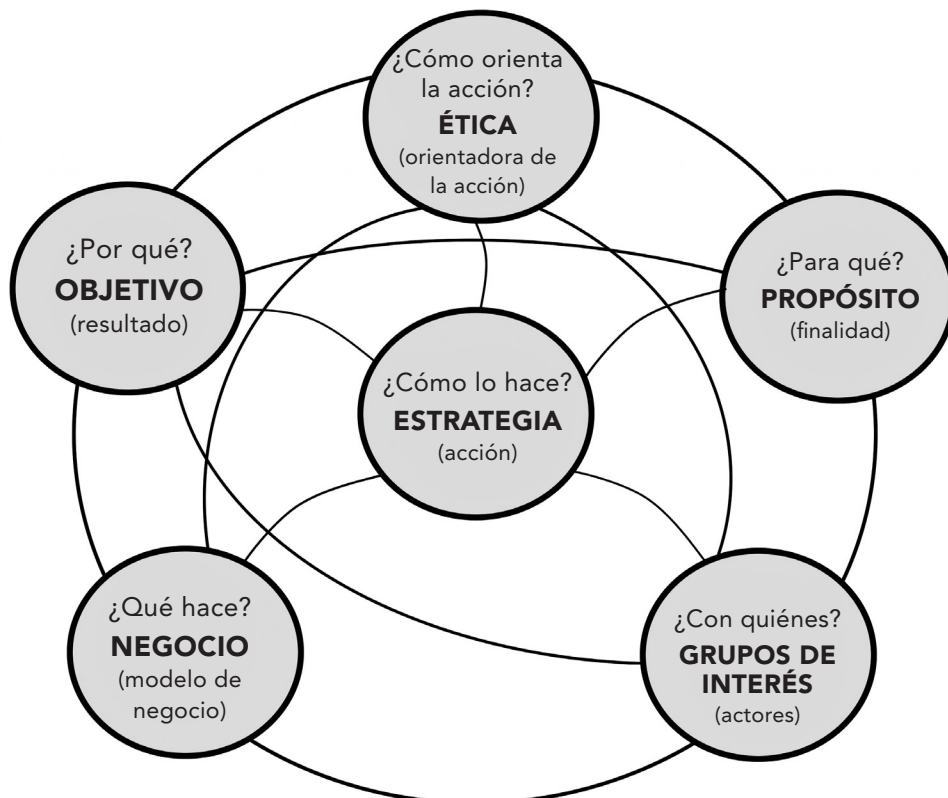 ¿Cómo orienta
la acción?
ÉTICA
(orientadora de
la acción)
¿Por qué?
OBJETIVO
(resultado)
¿Para qué?
PROPÓSITO
(finalidad)
¿Cómo lo hace?
ESTRATEGIA
(acción)
¿Qué hace?
NEGOCIO
(modelo de
negocio)
¿Con quiénes?
GRUPOS DE
INTERÉS
(actores)